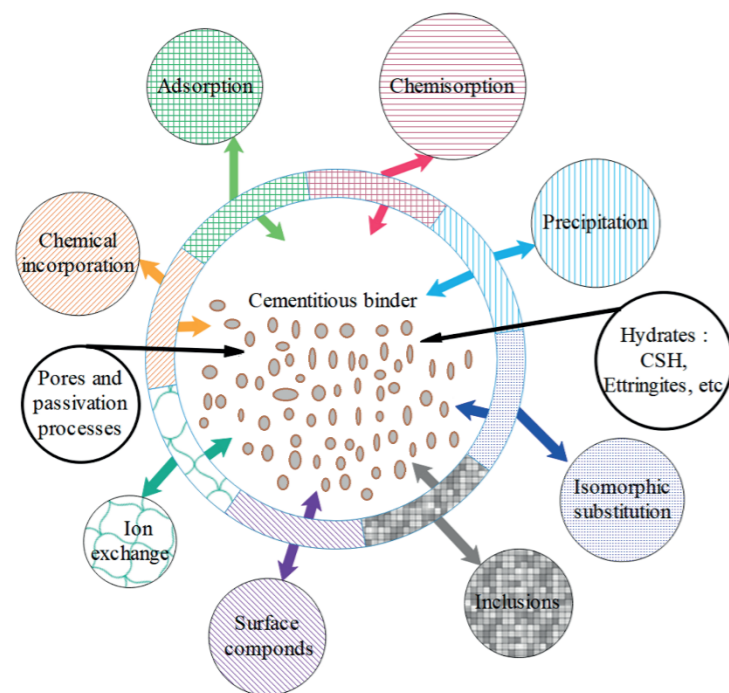 Adsorption
Chemisorption
Precipitation
Chemical
incorporation
Cementitious binder
Hydrates :
CSH,
Ettringites, etc
Pores and
passivation
processes
Isomorphic
substitution
Ion
exchange
Inclusions
Surface
componds